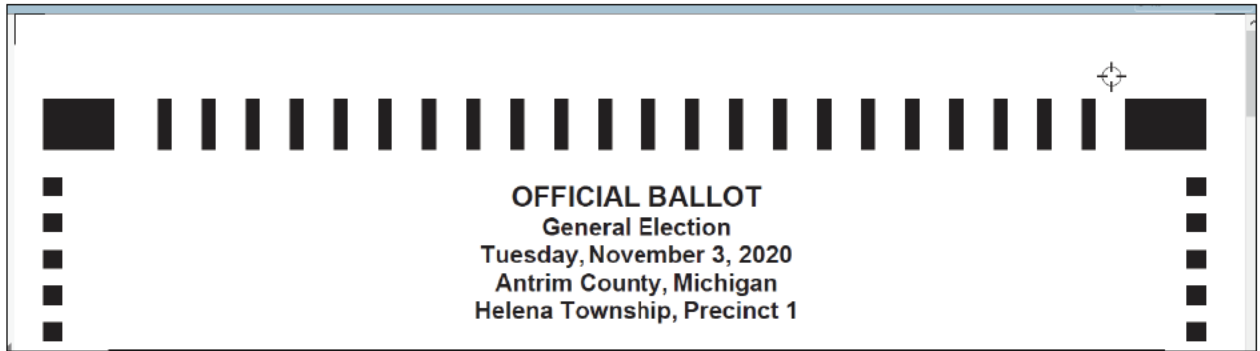 OFFICIAL BALLOT
General Election
Tuesday, November 3, 2020
Antrim County, Michigan
Helena Township, Precinct 1